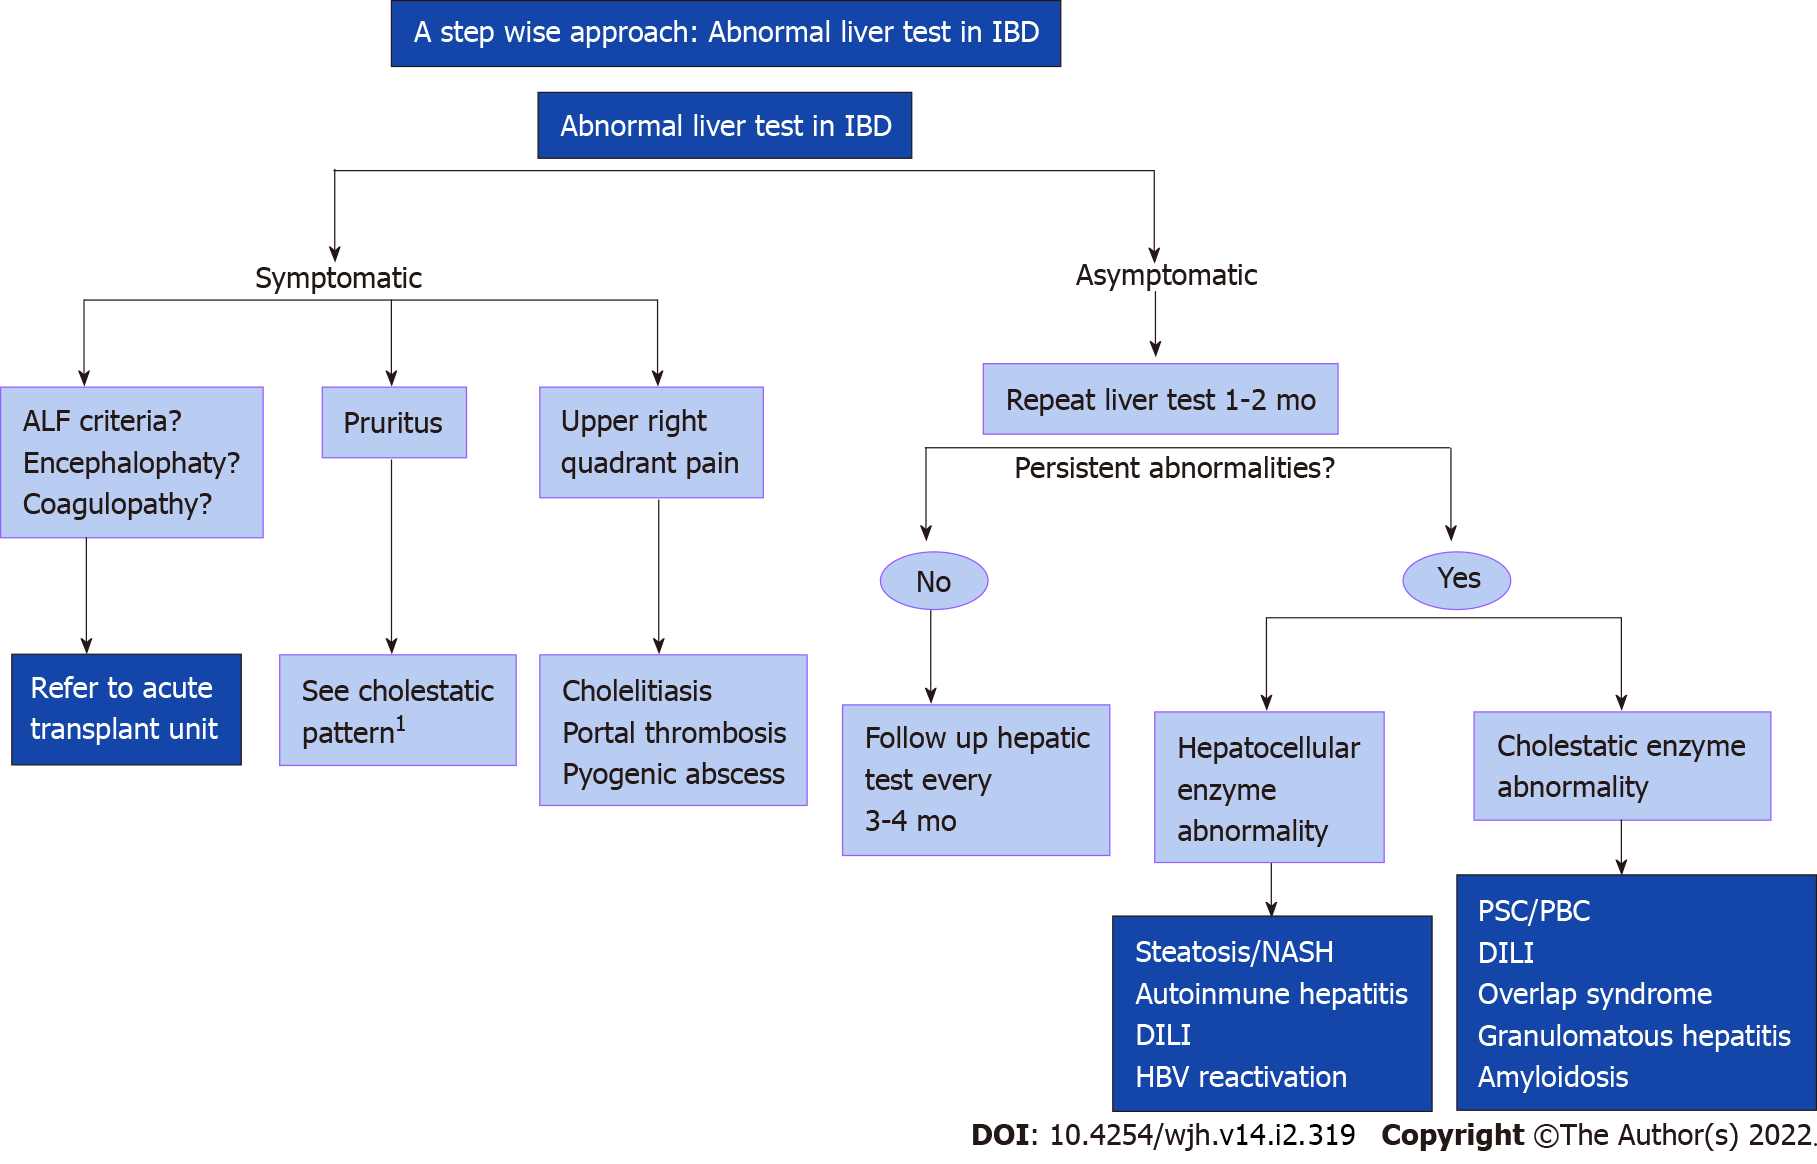 A step wise approach: Abnormal liver test in IBD
Abnormal liver test in IBD
Symptomatic
Asymptomatic
ALF criteria?
Encephalophaty?
Coagulopathy?
Pruritus
Upper right
quadrant pain
Repeat liver test 1-2 mo
Persistent abnormalities?
No
Yes
Refer to acute
transplant unit
See cholestatic
pattern¹
Cholelitiasis
Portal thrombosis
Pyogenic abscess
Follow up hepatic
test every
3-4 mo
Hepatocellular
enzyme
abnormality
Cholestatic enzyme
abnormality
Steatosis/NASH
Autoinmune hepatitis
DILI
HBV reactivation
PSC/PBC
DILI
Overlap syndrome
Granulomatous hepatitis
Amyloidosis
DOI: 10.4254/wjh.v14.i2.319 Copyright ©The Author(s) 2022.